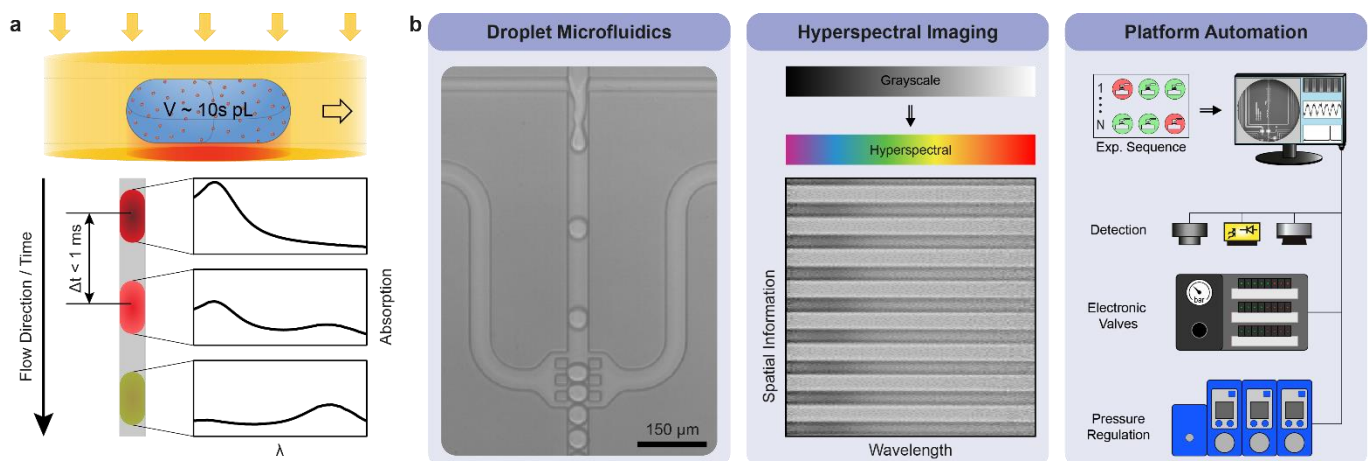 a
V ~ 10s pL
Flow Direction / Time
Δt < 1 ms
Absorption
λ
b
Droplet Microfluidics
150 µm
Hyperspectral Imaging
Grayscale
Hyperspectral
Spatial Information
Wavelength
Platform Automation
1
N
Exp. Sequence
Detection
bar
Electronic
Valves
Pressure
Regulation